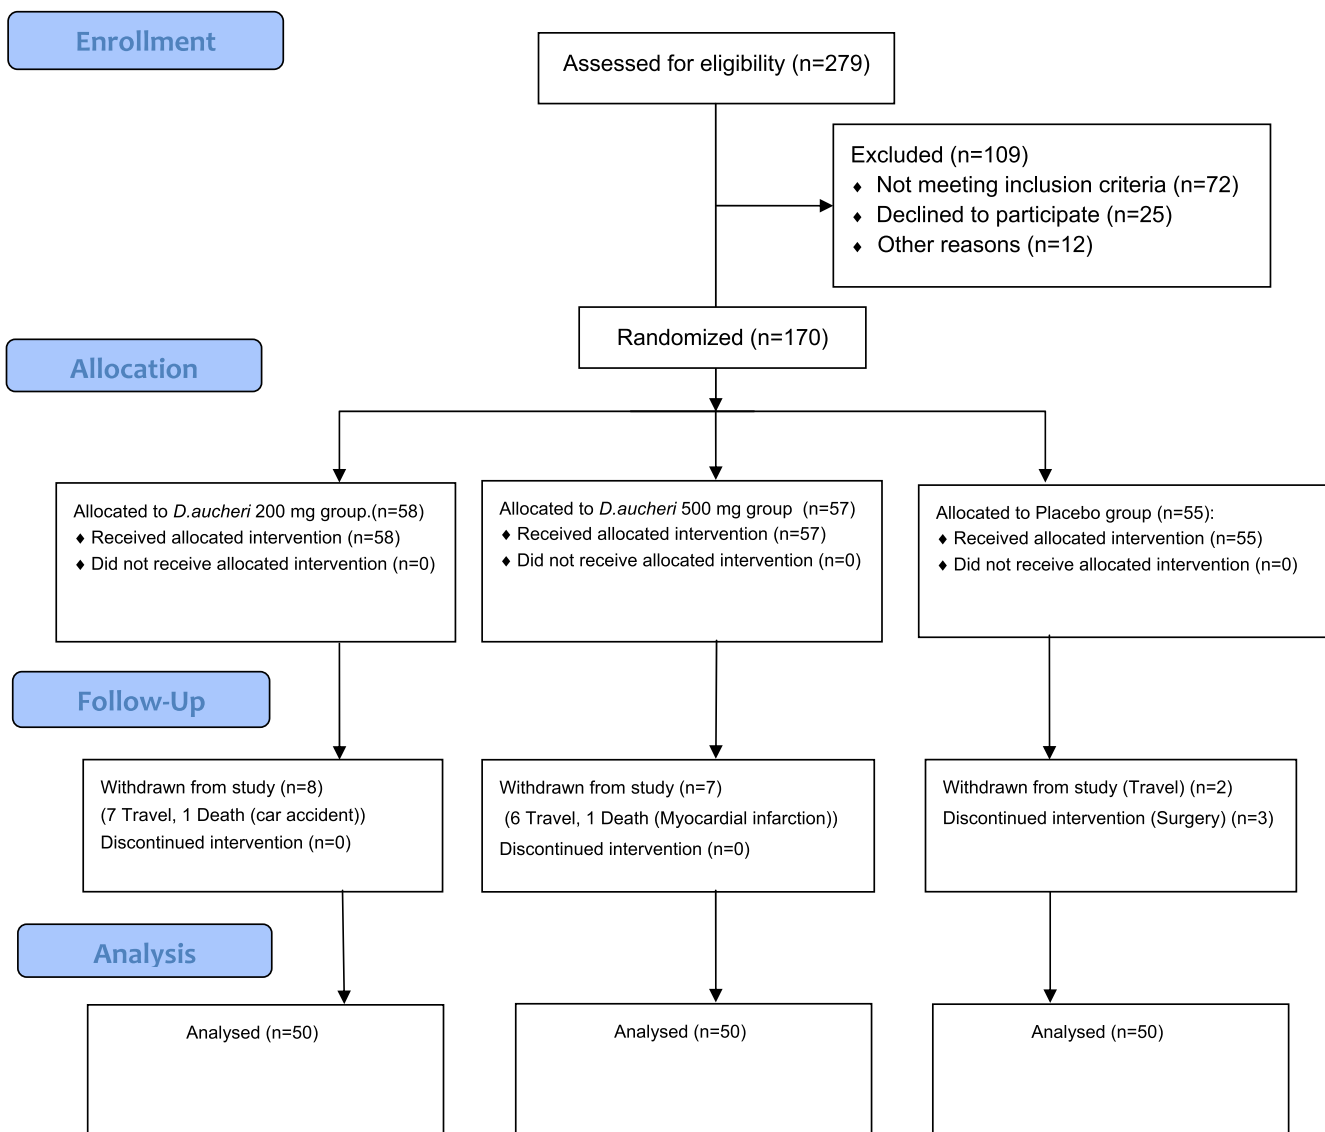 Enrollment
Assessed for eligibility (n=279)
Excluded (n=109)
♦ Not meeting inclusion criteria (n=72)
♦ Declined to participate (n=25)
♦ Other reasons (n=12)
Randomized (n=170)
Allocation
Allocated to D.aucheri 200 mg group.(n=58)
♦ Received allocated intervention (n=58)
♦ Did not receive allocated intervention (n=0)
Allocated to D.aucheri 500 mg group (n=57)
♦ Received allocated intervention (n=57)
♦ Did not receive allocated intervention (n=0)
Allocated to Placebo group (n=55):
♦ Received allocated intervention (n=55)
♦ Did not receive allocated intervention (n=0)
Follow-Up
Withdrawn from study (n=8)
(7 Travel, 1 Death (car accident))
Discontinued intervention (n=0)
Withdrawn from study (n=7)
(6 Travel, 1 Death (Myocardial infarction))
Discontinued intervention (n=0)
Withdrawn from study (Travel) (n=2)
Discontinued intervention (Surgery) (n=3)
Analysis
Analysed (n=50)
Analysed (n=50)
Analysed (n=50)